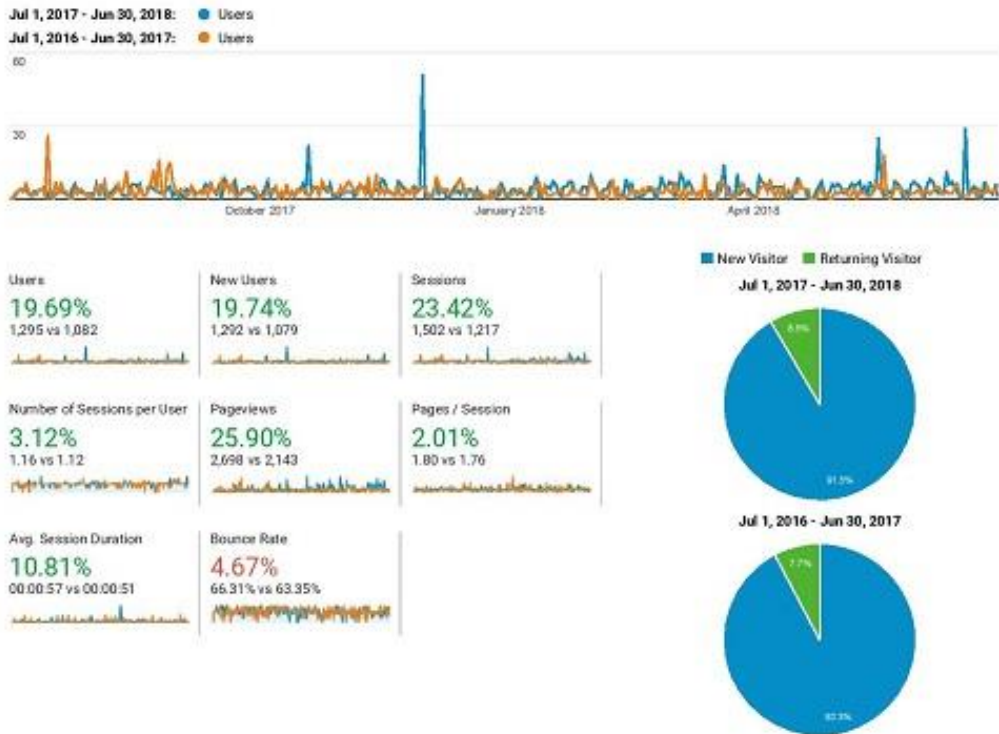 Jul 1, 2017 - Jun 30, 2018: Users
Jul 1, 2016 - Jun 30, 2017: Users
60
30
October 2017 January 2018 April 2018
New Visitor Returning Visitor
Jul 1, 2017 - Jun 30, 2018
Users New Users Sessions
19.69% 19.74% 23.42%
1,295 vs 1,082 1,292 vs 1,079 1,502 vs 1,217
Number of Sessions per User Pageviews Pages / Session
3.12% 25.90% 2.01%
1.16 vs 1.12 2,698 vs 2,143 1.80 vs 1.76
91.5%
Jul 1, 2016 - Jun 30, 2017
Avg. Session Duration Bounce Rate
10.81% 4.67%
00:00:57 vs 00:00:51 66.31% vs 63.35%
7.7%